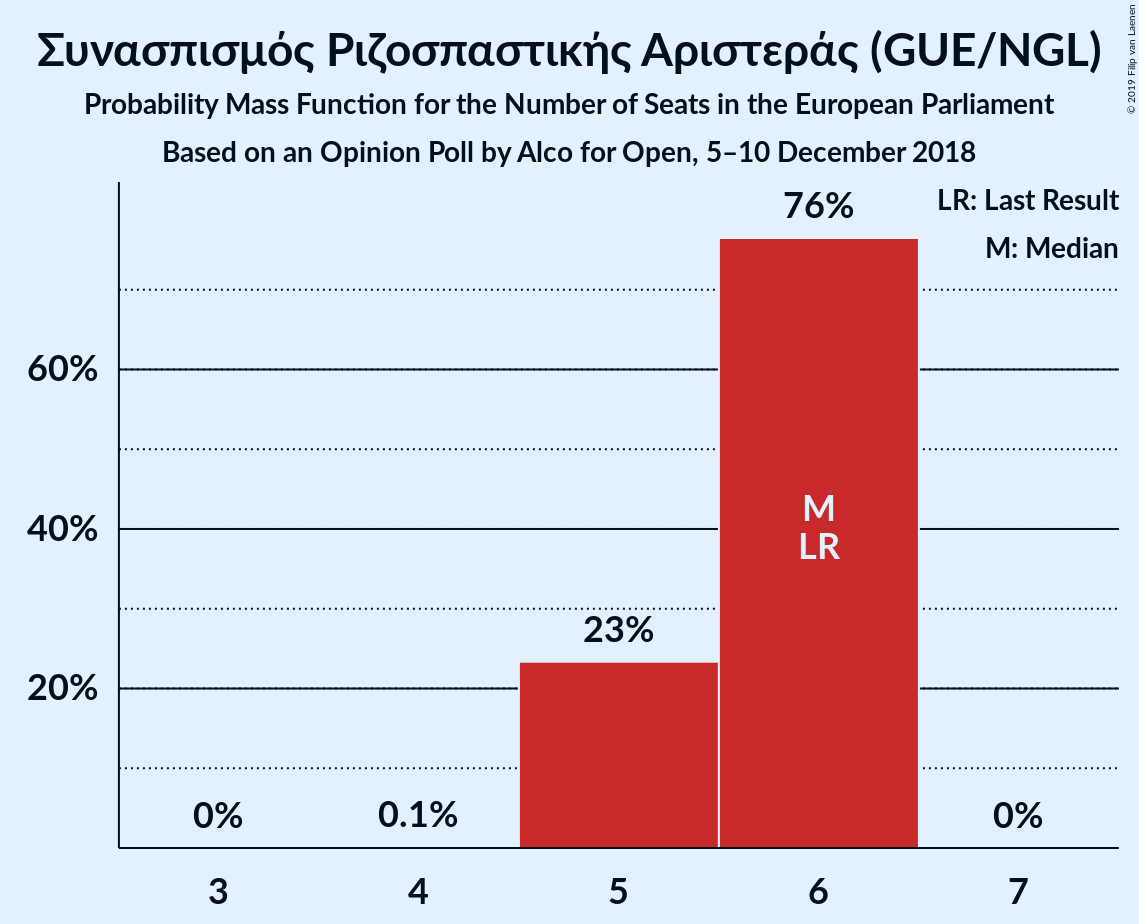 Συνασπισμός Ριζοσπαστικής Αριστεράς (GUE/NGL)
Probability Mass Function for the Number of Seats in the European Parliament
Based on an Opinion Poll by Alco for Open, 5–10 December 2018
© 2019 Filip van Laenen
LR: Last Result
M: Median
76%
60%
40%
M
LR
23%
20%
0%
0.1%
0%
3
4
5
6
7